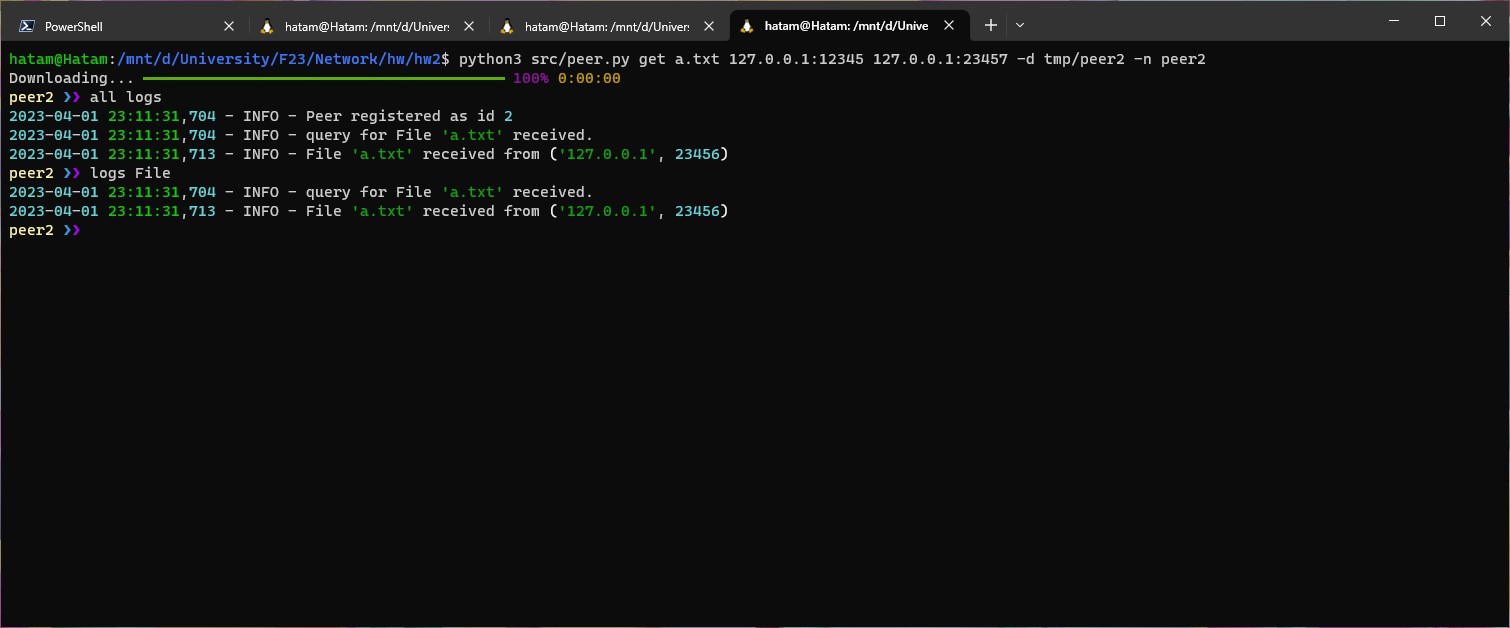 PowerShell
hatam@Hatam: /mnt/d/Univers
hatam@Hatam: /mnt/d/Univers
hatam@Hatam: /mnt/d/Unive
hatam@Hatam:/mnt/d/University/F23/Network/hw/hw2$ python3 src/peer.py get a.txt 127.0.0.1:12345 127.0.0.1:23457 -d tmp/peer2 -n peer2
Downloading... 100% 0:00:00
peer2 ❯❯ all logs
2023-04-01 23:11:31,704 - INFO - Peer registered as id 2
2023-04-01 23:11:31,704 - INFO - query for File 'a.txt' received.
2023-04-01 23:11:31,713 - INFO - File 'a.txt' received from ('127.0.0.1', 23456)
peer2 ❯❯ logs File
2023-04-01 23:11:31,704 - INFO - query for File 'a.txt' received.
2023-04-01 23:11:31,713 - INFO - File 'a.txt' received from ('127.0.0.1', 23456)
peer2 ❯❯